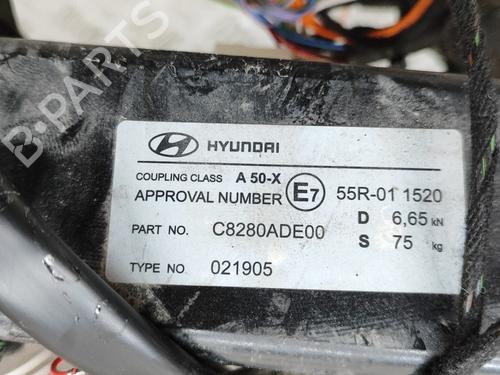 B-PARTS
HYUNDAI
COUPLING CLASS A 50-X
APPROVAL NUMBER E7 55R-01 1520
D 6,65 kN
PART NO. C8280ADE00
S 75 kg
TYPE NO 021905